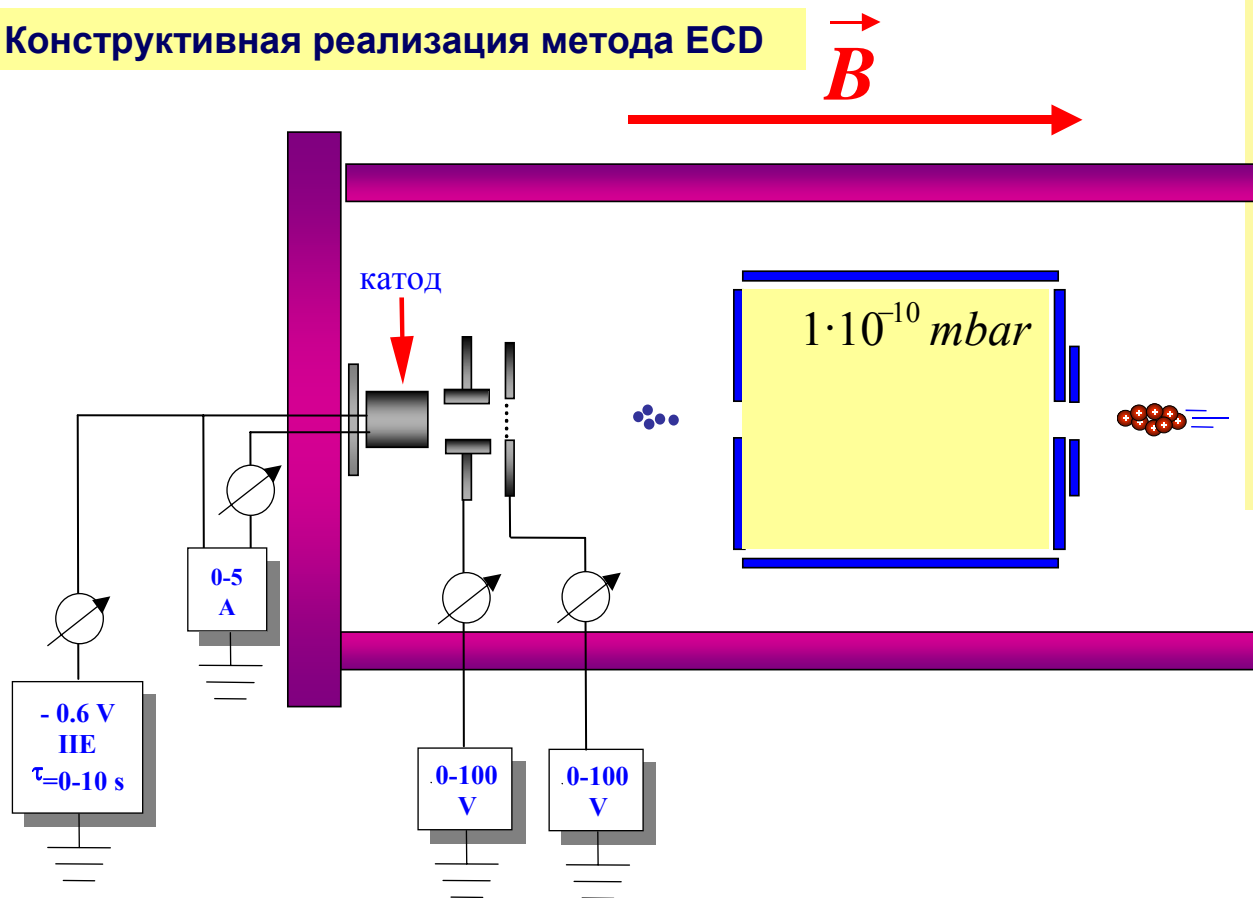 Конструктивная реализация метода ECD
B
катод
1·10⁻¹⁰ mbar
0-5
A
- 0.6 V
IIE
τ=0-10 s
.0-100
V
.0-100
V